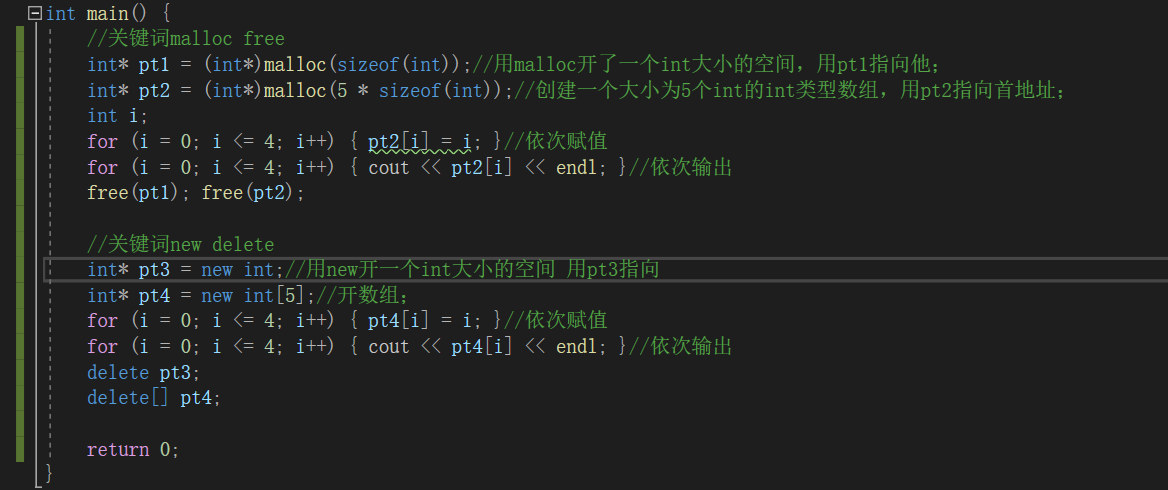 int main() {
//关键词malloc free
int* pt1 = (int*)malloc(sizeof(int));//用malloc开了一个int大小的空间，用pt1指向他；
int* pt2 = (int*)malloc(5 * sizeof(int));//创建一个大小为5个int的int类型数组，用pt2指向首地址；
int i;
for (i = 0; i <= 4; i++) { pt2[i] = i; }//依次赋值
for (i = 0; i <= 4; i++) { cout << pt2[i] << endl; }//依次输出
free(pt1); free(pt2);
//关键词new delete
int* pt3 = new int;//用new开一个int大小的空间 用pt3指向
int* pt4 = new int[5];//开数组；
for (i = 0; i <= 4; i++) { pt4[i] = i; }//依次赋值
for (i = 0; i <= 4; i++) { cout << pt4[i] << endl; }//依次输出
delete pt3;
delete[] pt4;
return 0;
}